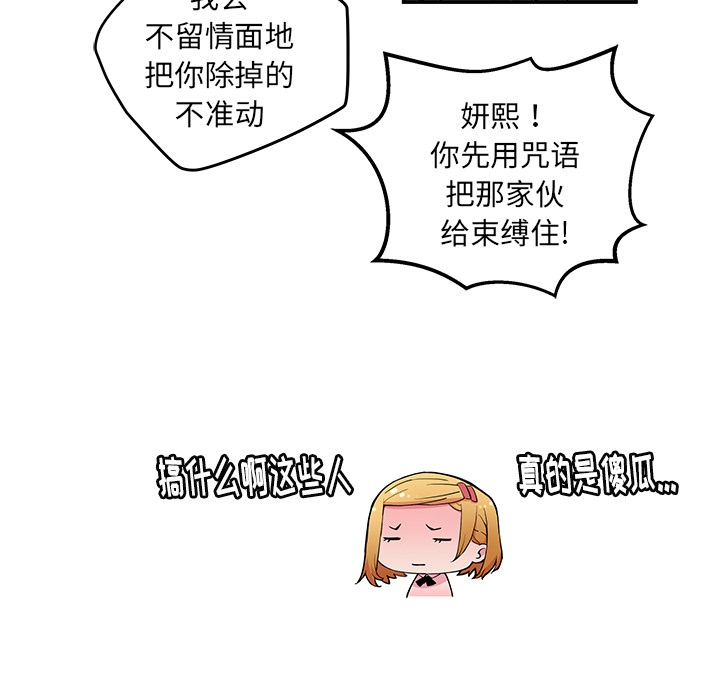 不留情面地
把你除掉的
不准动
妍熙！
你先用咒语
把那家伙
给束缚住!
搞什么啊这些人
真的是傻瓜...